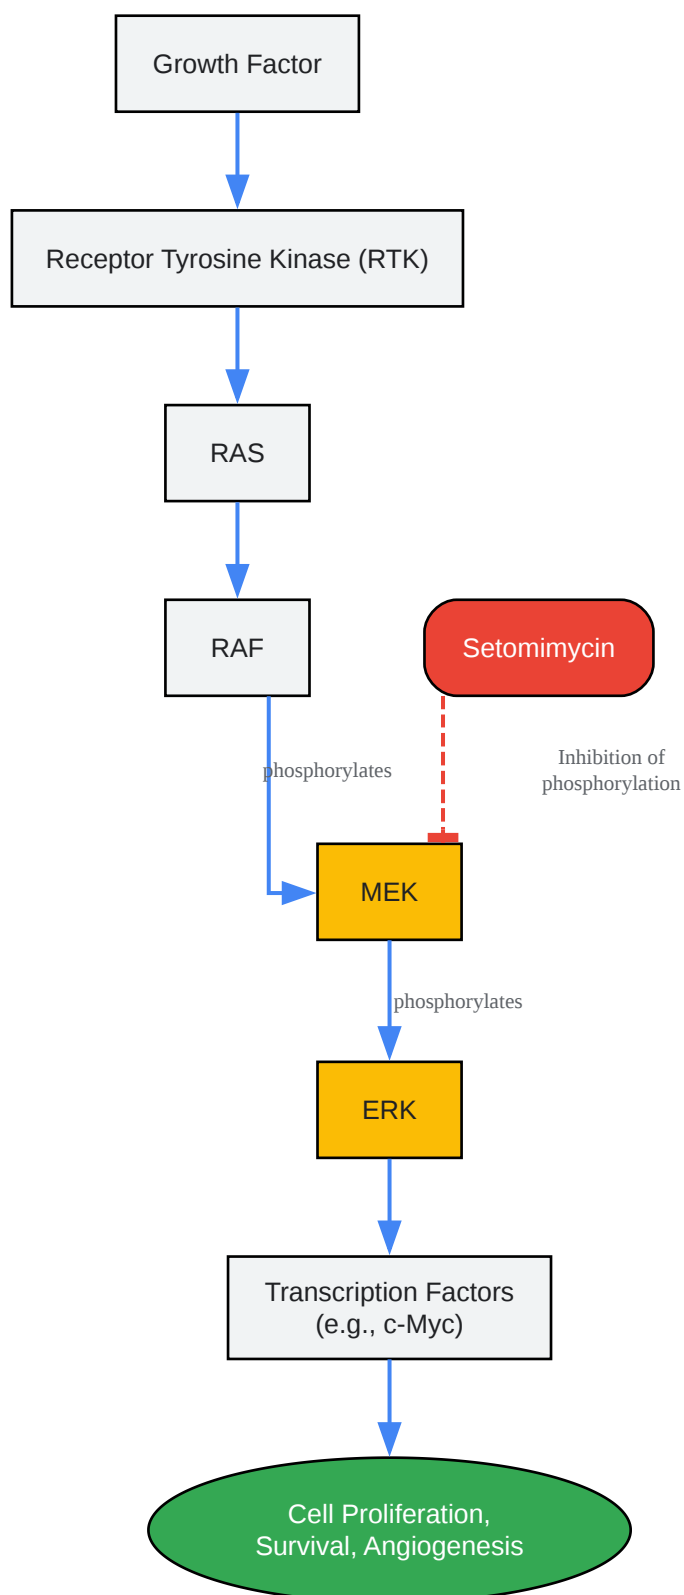 Growth Factor
Receptor Tyrosine Kinase (RTK)
RAS
RAF
Setomimycin
phosphorylates
Inhibition of
phosphorylation
MEK
phosphorylates
ERK
Transcription Factors
(e.g., c-Myc)
Cell Proliferation,
Survival, Angiogenesis